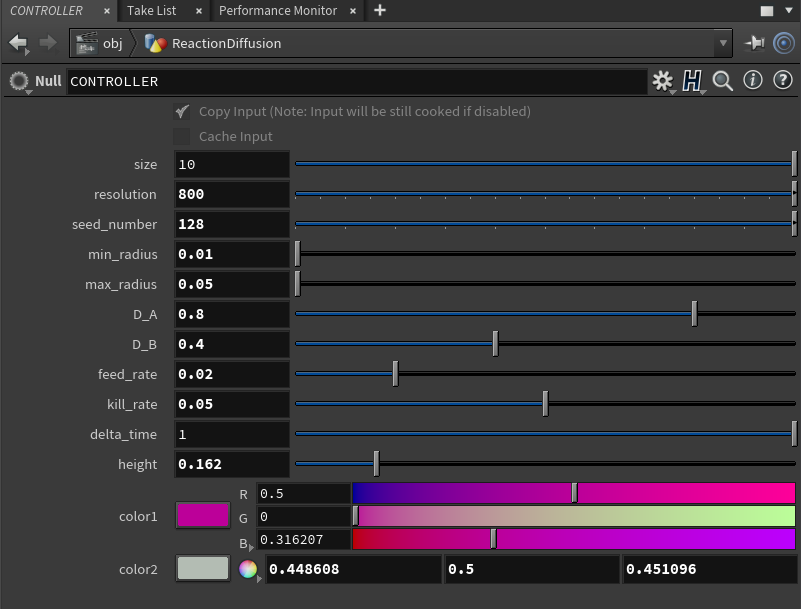 CONTROLLER × Take List × Performance Monitor × +
obj ReactionDiffusion
Null CONTROLLER
Copy Input (Note: Input will be still cooked if disabled)
Cache Input
size 10
resolution 800
seed_number 128
min_radius 0.01
max_radius 0.05
D_A 0.8
D_B 0.4
feed_rate 0.02
kill_rate 0.05
delta_time 1
height 0.162
R 0.5
color1 G 0
B 0.316207
color2 0.448608 0.5 0.451096